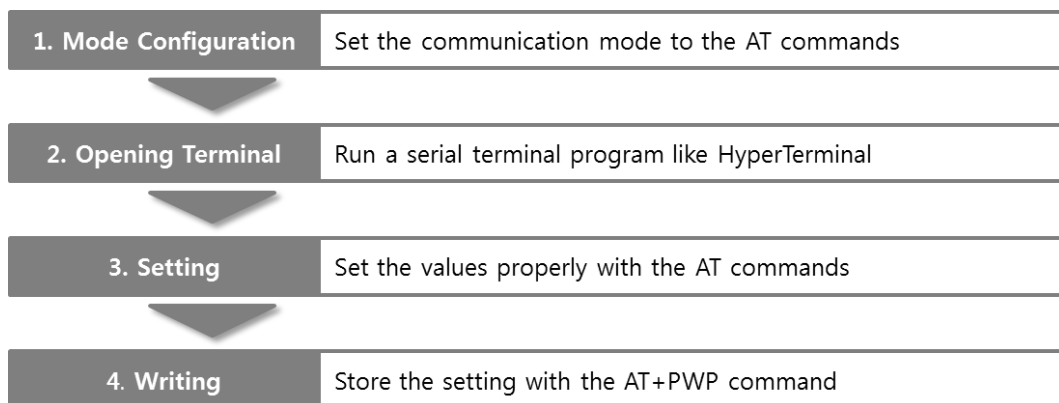 1. Mode Configuration Set the communication mode to the AT commands
2. Opening Terminal Run a serial terminal program like HyperTerminal
3. Setting Set the values properly with the AT commands
4. Writing Store the setting with the AT+PWP command